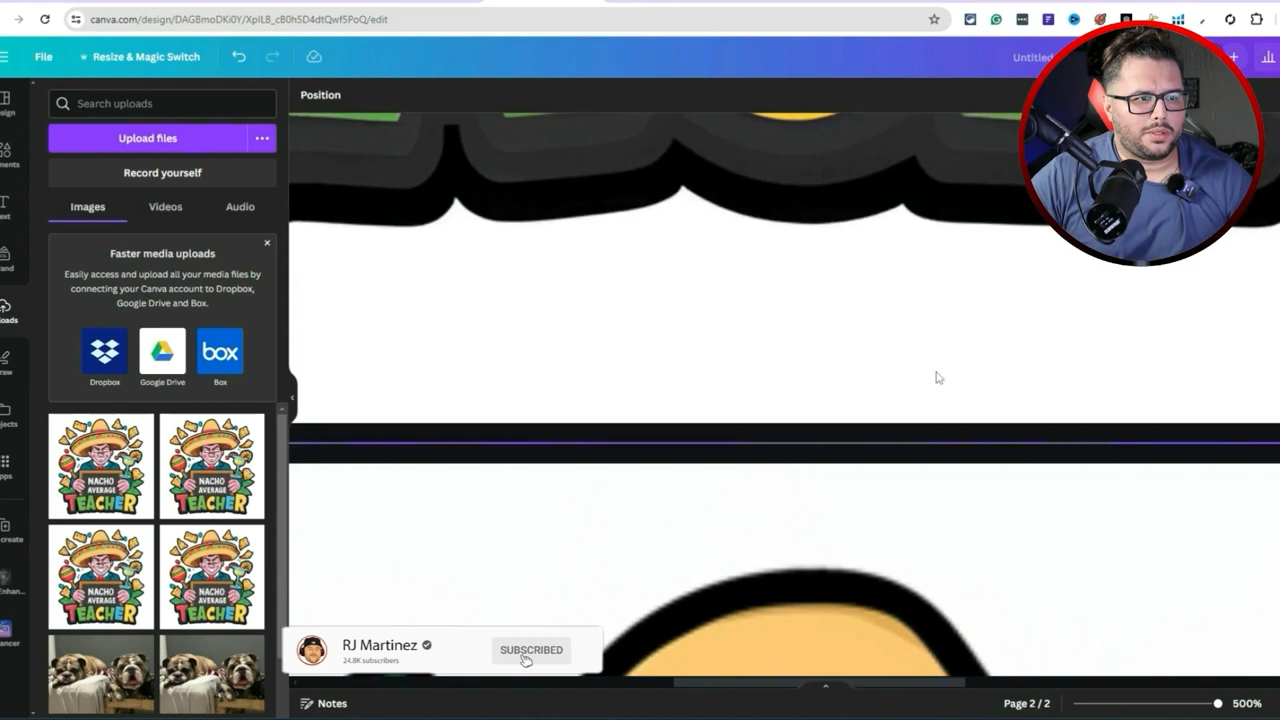 canva.com/design/DAGBmoDKi0Y/XpILB_cB0h5D4dtQwf5PoQ/edit
File
Resize & Magic Switch
Untitled
Search uploads
Position
Upload files
Record yourself
Images
Videos
Audio
Faster media uploads
Easily access and upload all your media files by
connecting your Canva account to Dropbox,
Google Drive and Box.
box
Dropbox
Google Drive
Box
NACHO
AVERAGE
TEACHER
NACHO
AVERAGE
TEACHER
NACHO
AVERAGE
TEACHER
NACHO
AVERAGE
TEACHER
RJ Martinez
24.8K subscribers
SUBSCRIBED
Notes
Page 2 / 2
500%